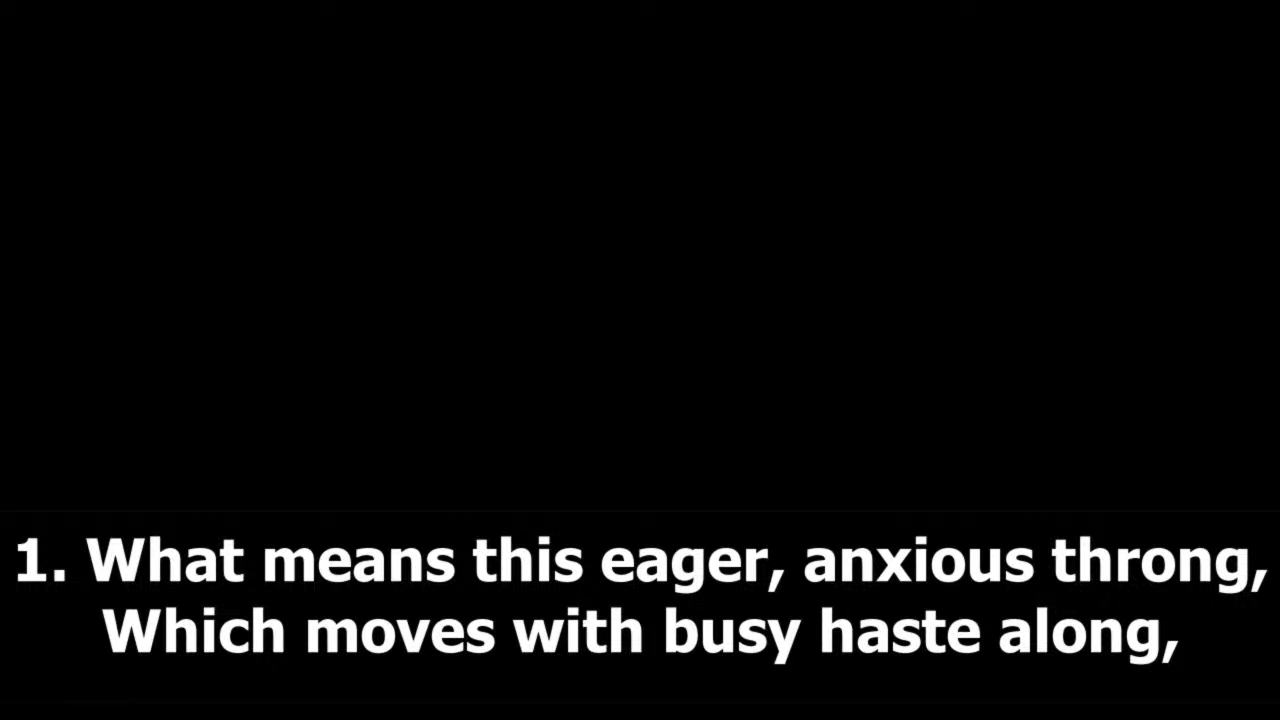 1. What means this eager, anxious throng,
Which moves with busy haste along,